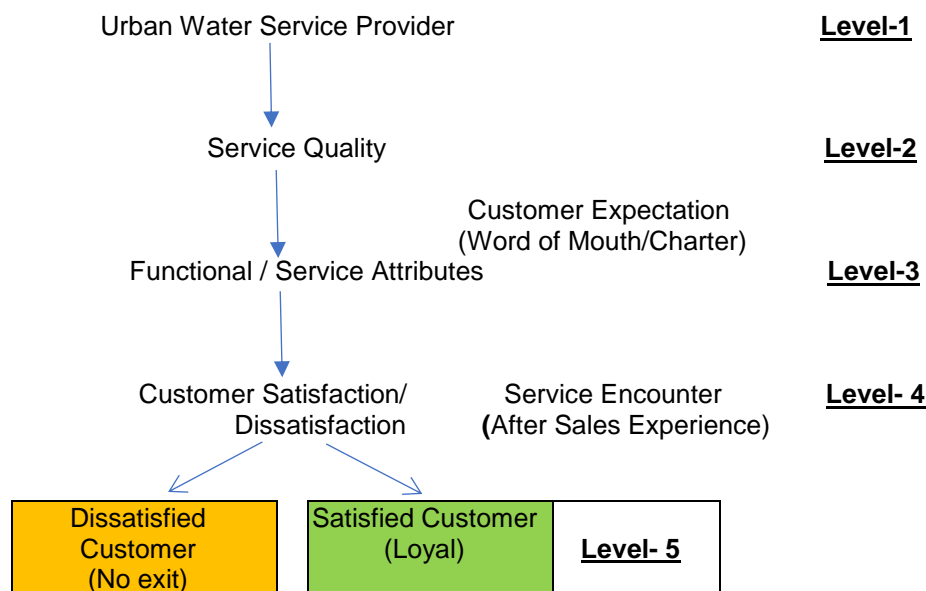 Urban Water Service Provider Level-1
Service Quality Level-2
Customer Expectation
(Word of Mouth/Charter)
Functional / Service Attributes Level-3
Customer Satisfaction/ Service Encounter Level- 4
Dissatisfaction (After Sales Experience)
Dissatisfied Satisfied Customer
Customer (Loyal) Level- 5
(No exit)